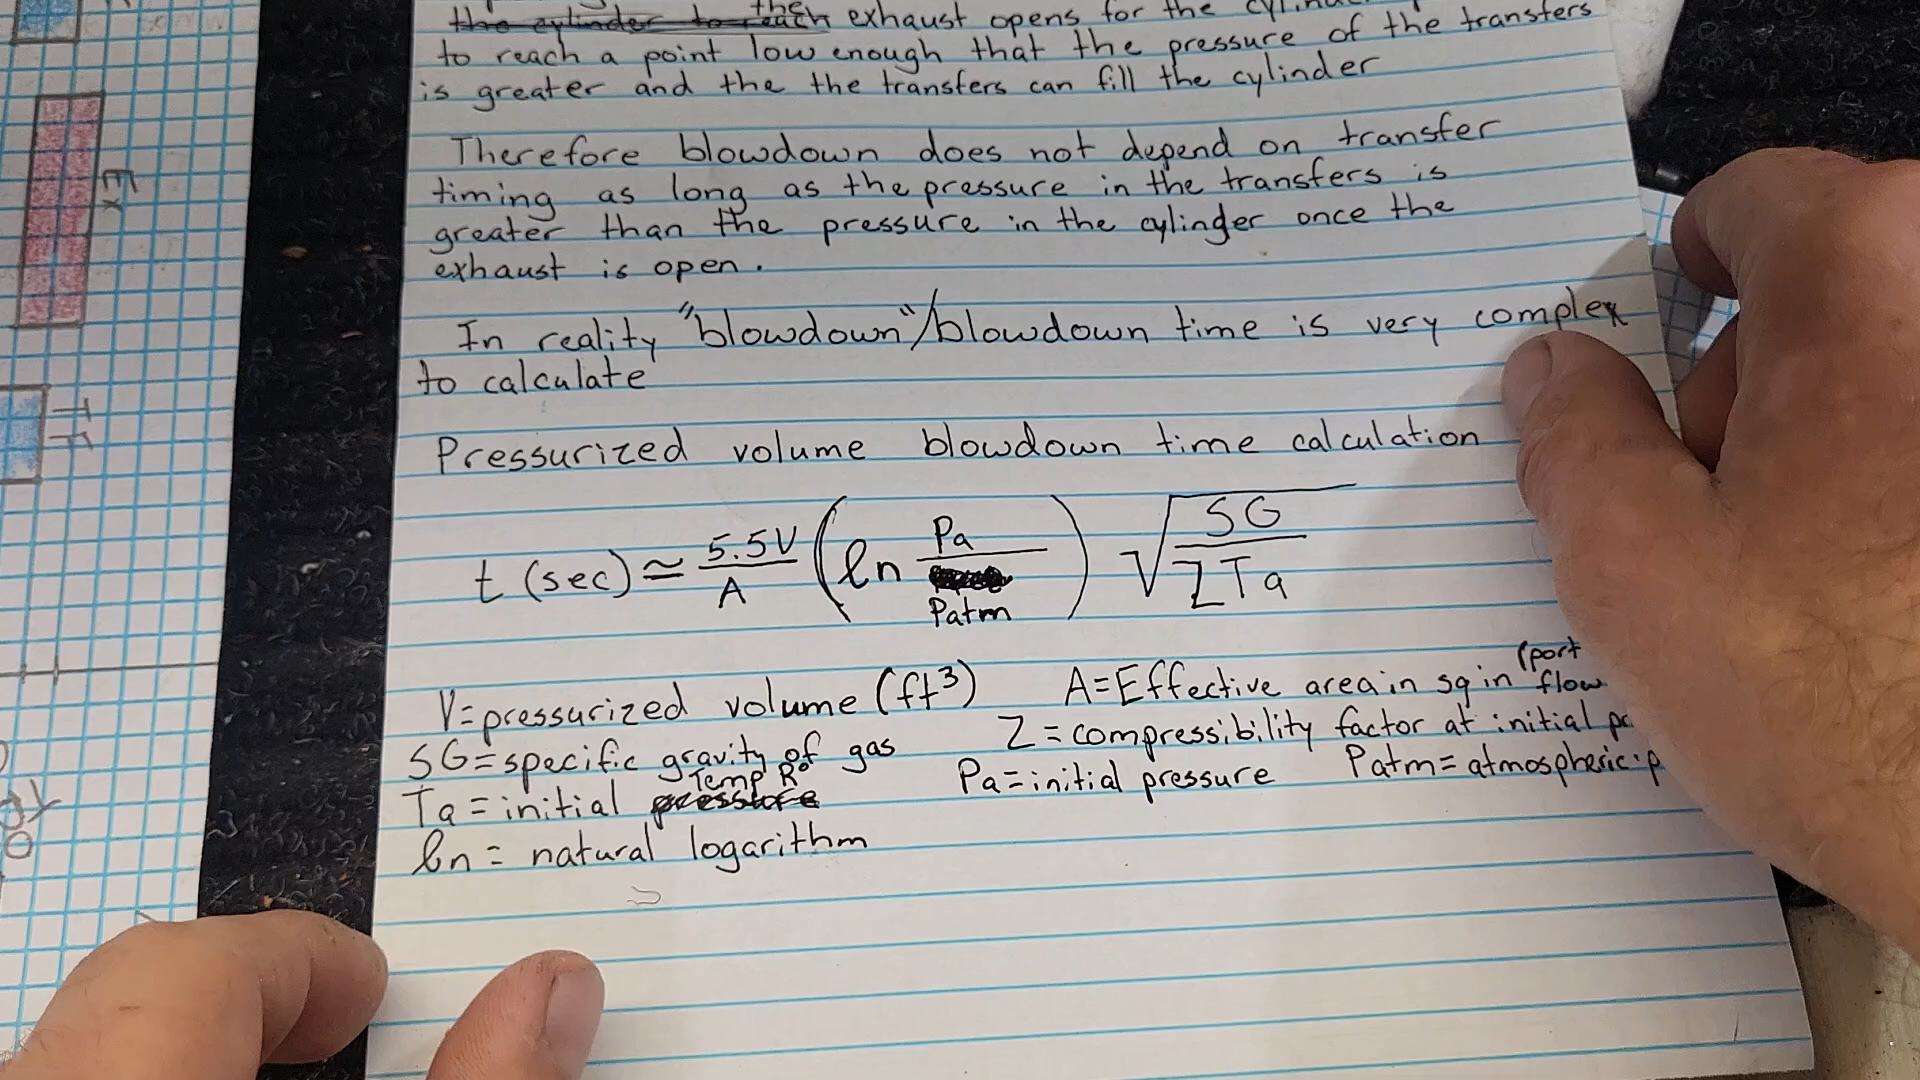 the exhaust opens for the
to reach a point low enough that the pressure of the transfers
is greater and the the transfers can fill the cylinder
Therefore blowdown does not depend on transfer
timing as long as the pressure in the transfers is
greater than the pressure in the cylinder once the
exhaust is open.
In reality "blowdown"/blowdown time is very complex
to calculate
Pressurized volume blowdown time calculation
t (sec) ≃ 5.5V/A (ln Pa/Patm) √(SG/ZTa)
V=pressurized volume (ft³) A=Effective area in sq in (port flow
SG=specific gravity of gas Z=compressibility factor at initial
Ta=initial Temp R° Pa=initial pressure Patm=atmospheric p
ln= natural logarithm
Ex
TF